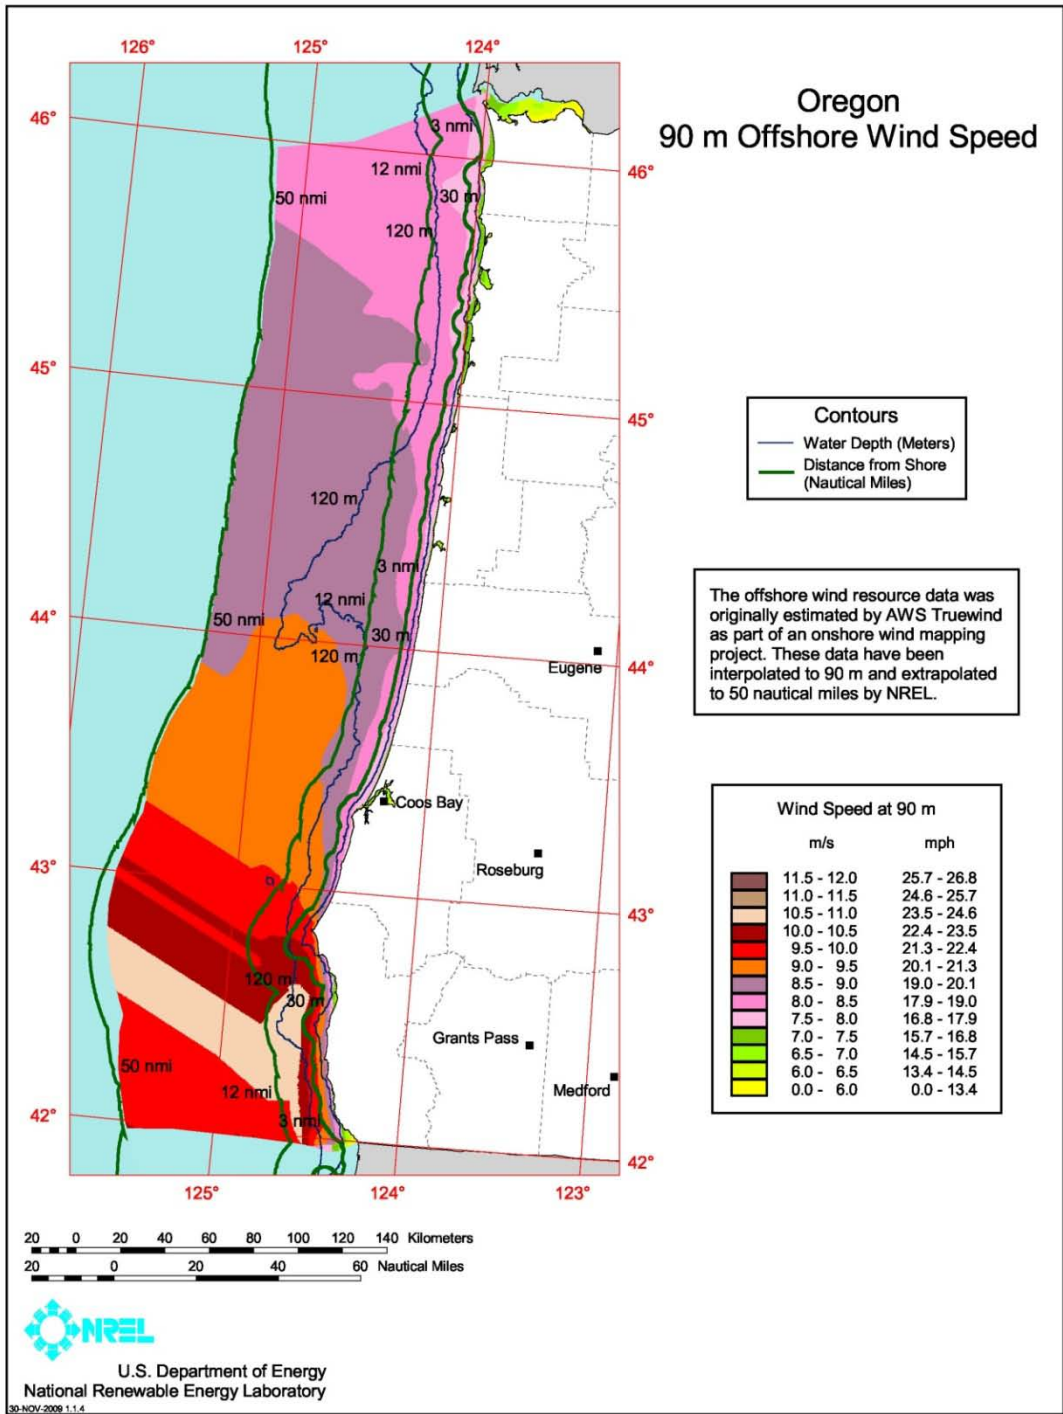 Oregon
90 m Offshore Wind Speed
126°
125°
124°
46°
46°
3 nmi
12 nmi
50 nmi
30 m
120 m
45°
45°
Contours
Water Depth (Meters)
Distance from Shore
(Nautical Miles)
120 m
3 nmi
12 nmi
44°
50 nmi
30 m
120 m
44°
Eugene
The offshore wind resource data was
originally estimated by AWS Truewind
as part of an onshore wind mapping
project. These data have been
interpolated to 90 m and extrapolated
to 50 nautical miles by NREL.
Coos Bay
43°
Roseburg
43°
120 m
30 m
Grants Pass
50 nmi
12 nmi
Medford
42°
3 nmi
42°
125°
124°
123°
Wind Speed at 90 m
m/s mph
11.5 - 12.0 25.7 - 26.8
11.0 - 11.5 24.6 - 25.7
10.5 - 11.0 23.5 - 24.6
10.0 - 10.5 22.4 - 23.5
9.5 - 10.0 21.3 - 22.4
9.0 - 9.5 20.1 - 21.3
8.5 - 9.0 19.0 - 20.1
8.0 - 8.5 17.9 - 19.0
7.5 - 8.0 16.8 - 17.9
7.0 - 7.5 15.7 - 16.8
6.5 - 7.0 14.5 - 15.7
6.0 - 6.5 13.4 - 14.5
0.0 - 6.0 0.0 - 13.4
20 0 20 40 60 80 100 120 140 Kilometers
20 0 20 40 60 Nautical Miles
NREL
U.S. Department of Energy
National Renewable Energy Laboratory
30-NOV-2009 1.1.4